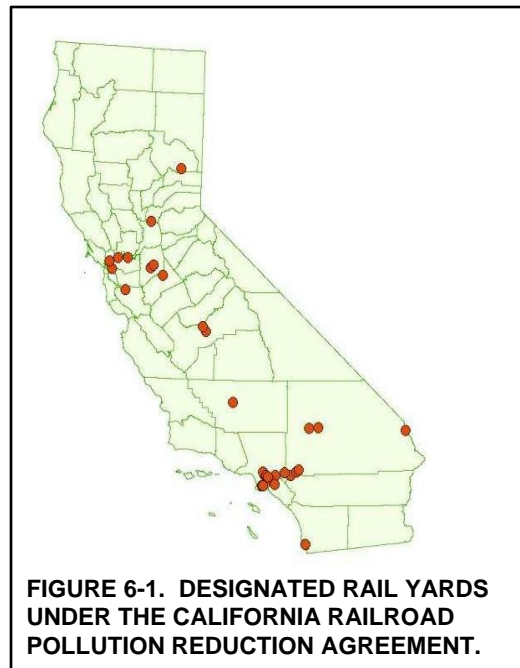 FIGURE 6-1. DESIGNATED RAIL YARDS
UNDER THE CALIFORNIA RAILROAD
POLLUTION REDUCTION AGREEMENT.